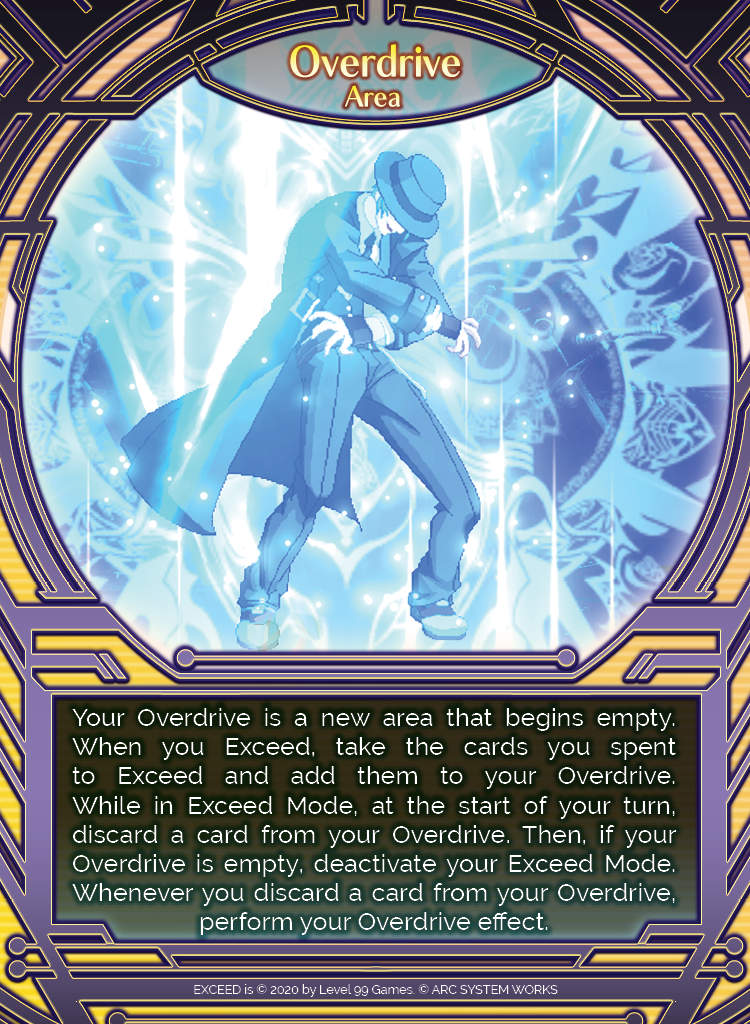 Overdrive
Area
Your Overdrive is a new area that begins empty.
When you Exceed, take the cards you spent
to Exceed and add them to your Overdrive.
While in Exceed Mode, at the start of your turn,
discard a card from your Overdrive. Then, if your
Overdrive is empty, deactivate your Exceed Mode.
Whenever you discard a card from your Overdrive,
perform your Overdrive effect.
EXCEED is © 2020 by Level 99 Games. © ARC SYSTEM WORKS